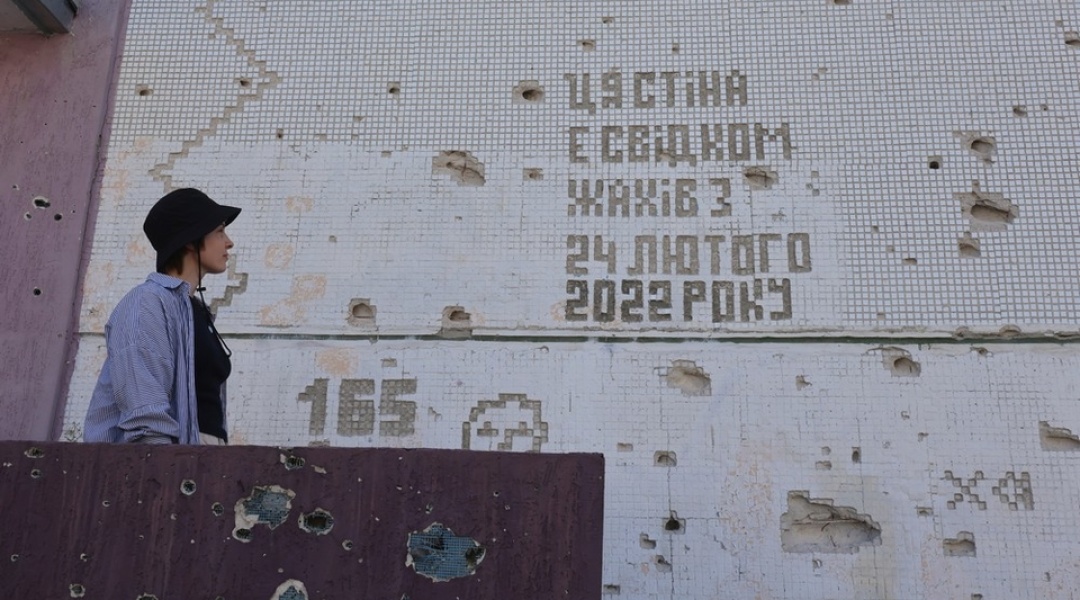 ЦЯ СТІНА
Є СВІДКОМ
ЖАХІВ З
24 ЛЮТОГО
2022 РОКУ
165